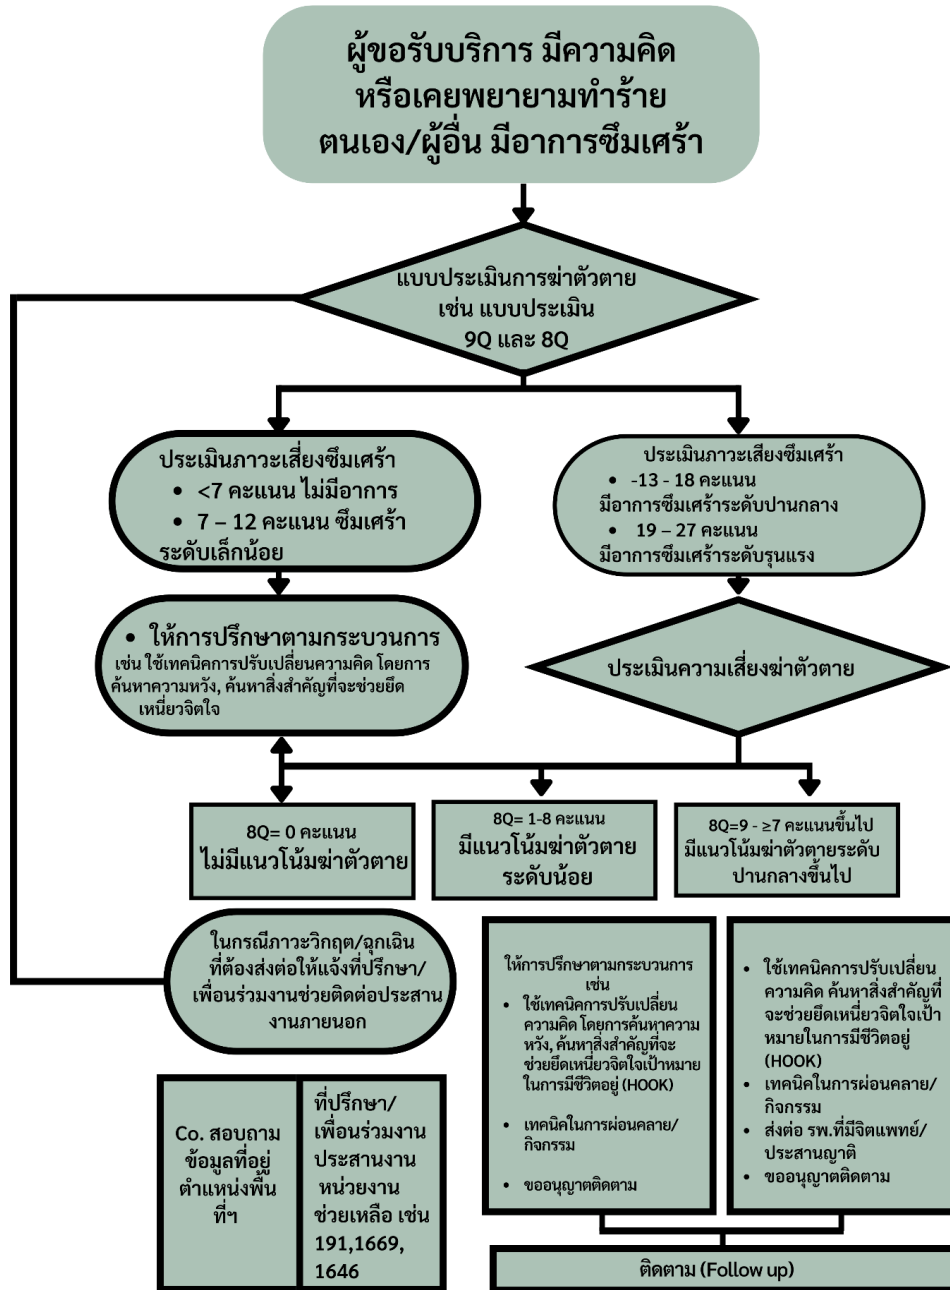 ผู้ขอรับบริการ มีความคิด
หรือเคยพยายามทำร้าย
ตนเอง/ผู้อื่น มีอาการซึมเศร้า
แบบประเมินการฆ่าตัวตาย
เช่น แบบประเมิน
9Q และ 8Q
ประเมินภาวะเสี่ยงซึมเศร้า
• <7 คะแนน ไม่มีอาการ
• 7 – 12 คะแนน ซึมเศร้า
ระดับเล็กน้อย
ประเมินภาวะเสี่ยงซึมเศร้า
• -13 - 18 คะแนน
มีอาการซึมเศร้าระดับปานกลาง
• 19 – 27 คะแนน
มีอาการซึมเศร้าระดับรุนแรง
• ให้การปรึกษาตามกระบวนการ
เช่น ใช้เทคนิคการปรับเปลี่ยนความคิด โดยการ
ค้นหาความหวัง, ค้นหาสิ่งสำคัญที่จะช่วยยึด
เหนี่ยวจิตใจ
ประเมินความเสี่ยงฆ่าตัวตาย
8Q= 0 คะแนน
ไม่มีแนวโน้มฆ่าตัวตาย
8Q= 1-8 คะแนน
มีแนวโน้มฆ่าตัวตาย
ระดับน้อย
8Q=9 - ≥7 คะแนนขึ้นไป
มีแนวโน้มฆ่าตัวตายระดับ
ปานกลางขึ้นไป
ในกรณีภาวะวิกฤต/ฉุกเฉิน
ที่ต้องส่งต่อให้แจ้งที่ปรึกษา/
เพื่อนร่วมงานช่วยติดต่อประสาน
งานภายนอก
Co. สอบถาม
ข้อมูลที่อยู่
ตำแหน่งพื้น
ที่ฯ
ที่ปรึกษา/
เพื่อนร่วมงาน
ประสานงาน
หน่วยงาน
ช่วยเหลือ เช่น
191,1669,
1646
ให้การปรึกษาตามกระบวนการ
เช่น
• ใช้เทคนิคการปรับเปลี่ยน
ความคิด โดยการค้นหาความ
หวัง, ค้นหาสิ่งสำคัญที่จะ
ช่วยยึดเหนี่ยวจิตใจเป้าหมาย
ในการมีชีวิตอยู่ (HOOK)
• เทคนิคในการผ่อนคลาย/
กิจกรรม
• ขออนุญาตติดตาม
• ใช้เทคนิคการปรับเปลี่ยน
ความคิด ค้นหาสิ่งสำคัญที่
จะช่วยยึดเหนี่ยวจิตใจเป้า
หมายในการมีชีวิตอยู่
(HOOK)
• เทคนิคในการผ่อนคลาย/
กิจกรรม
• ส่งต่อ รพ.ที่มีจิตแพทย์/
ประสานญาติ
• ขออนุญาตติดตาม
ติดตาม (Follow up)